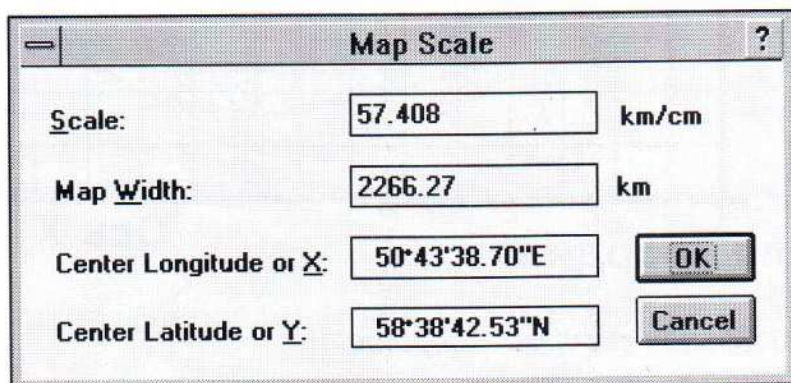 Map Scale ?
Scale: 57.408 km/cm
Map Width: 2266.27 km
Center Longitude or X: 50°43'38.70"E OK
Center Latitude or Y: 58°38'42.53"N Cancel